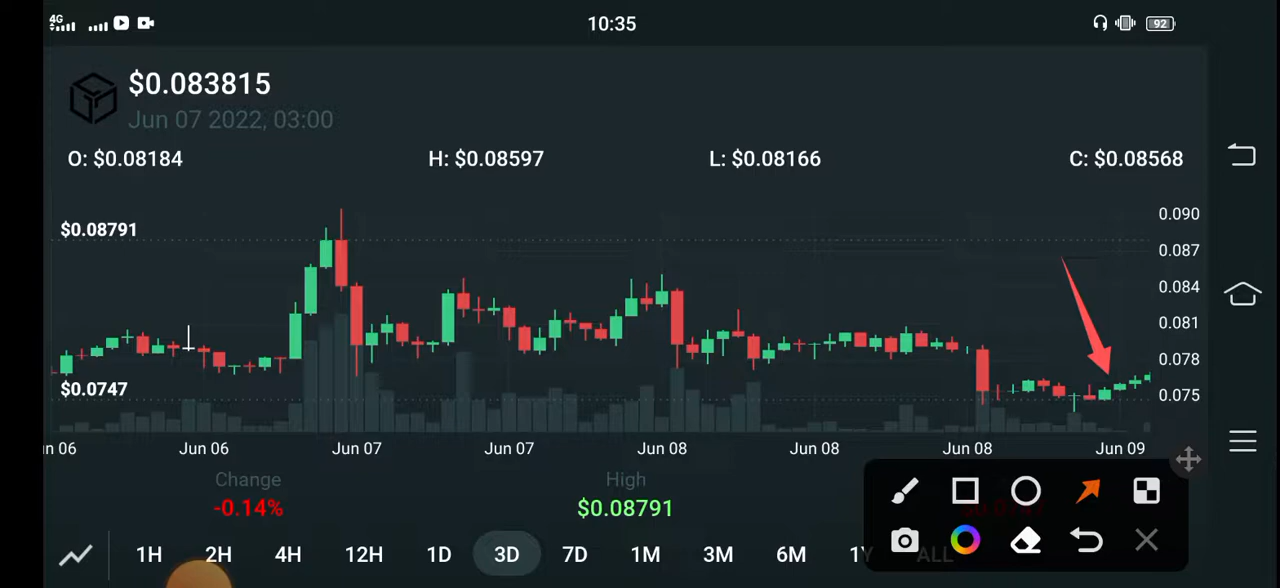 4G 10:35 92
$0.083815
Jun 07 2022, 03:00
O: $0.08184 H: $0.08597 L: $0.08166 C: $0.08568
$0.08791
$0.0747
0.090
0.087
0.084
0.081
0.078
0.075
n 06 Jun 06 Jun 07 Jun 07 Jun 08 Jun 08 Jun 08 Jun 09
Change High
-0.14% $0.08791
1H 2H 4H 12H 1D 3D 7D 1M 3M 6M 1Y ALL